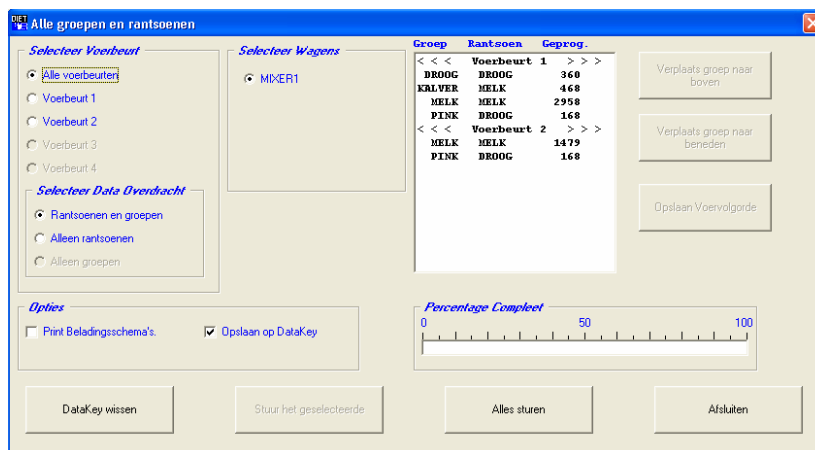 DIET
Alle groepen en rantsoenen
Selecteer Voerbeurt
Alle voerbeurten
Voerbeurt 1
Voerbeurt 2
Voerbeurt 3
Voerbeurt 4
Selecteer Data Overdracht
Rantsoenen en groepen
Alleen rantsoenen
Alleen groepen
Selecteer Wagens
MIXER1
Groep Rantsoen Geprog.
< < < Voerbeurt 1 > > >
DROOG DROOG 360
KALVER MELK 468
MELK MELK 2958
PINK DROOG 168
< < < Voerbeurt 2 > > >
MELK MELK 1479
PINK DROOG 168
Verplaats groep naar
boven
Verplaats groep naar
beneden
Opslaan Voervolgorde
Opties
Print Beladingsschema's.
Opslaan op DataKey
Percentage Compleet
0 50 100
DataKey wissen
Stuur het geselecteerde
Alles sturen
Afsluiten